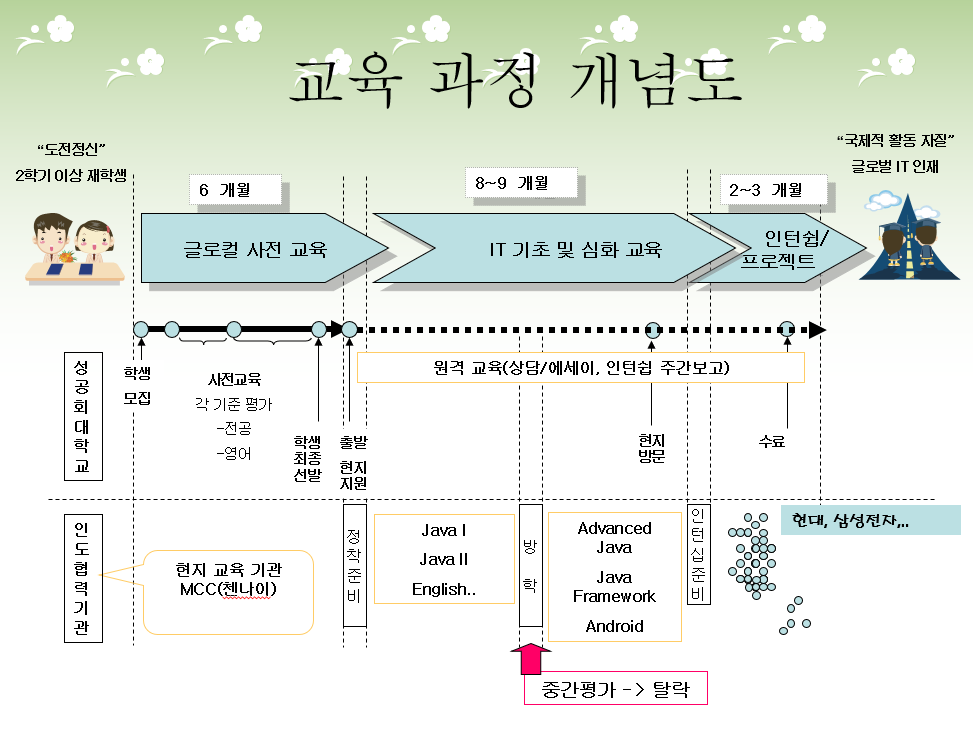 교육 과정 개념도
“도전정신”
2학기 이상 재학생
“국제적 활동 자질”
글로벌 IT 인재
6 개월
8~9 개월
2~3 개월
글로컬 사전 교육
IT 기초 및 심화 교육
인턴쉽/
프로젝트
성
공
회
대
학
교
학생
모집
사전교육
각 기준 평가
-전공
-영어
학생
최종
선발
출발
현지
지원
원격 교육(상담/에세이, 인턴쉽 주간보고)
현지
방문
수료
인
도
협
력
기
관
현지 교육 기관
MCC(첸나이)
정
착
준
비
Java I
Java II
English..
방
학
Advanced
Java
Java
Framework
Android
인
턴
십
준
비
현대, 삼성전자,..
중간평가 -> 탈락